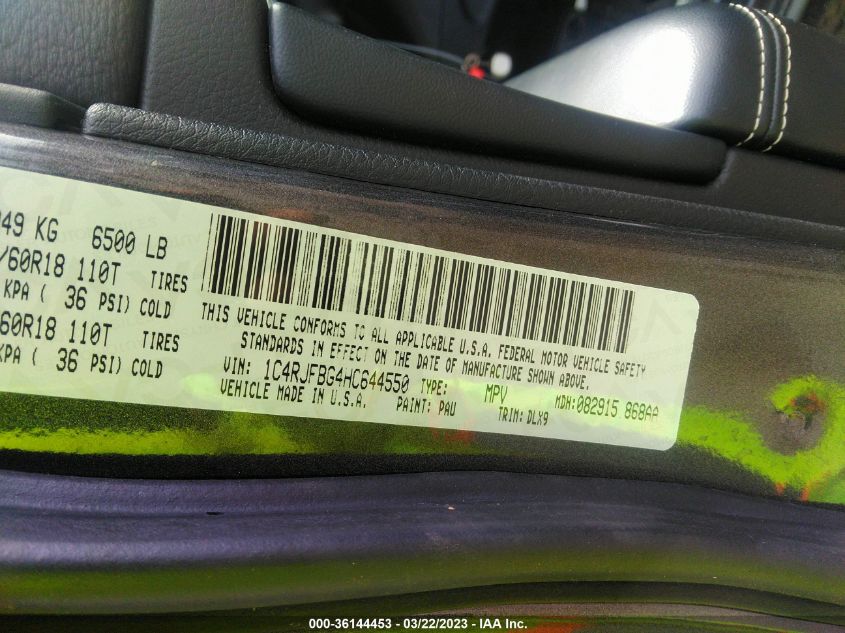 949 KG 6500 LB
/60R18 110T TIRES
KPA ( 36 PSI) COLD
60R18 110T TIRES
KPA ( 36 PSI) COLD
THIS VEHICLE CONFORMS TO ALL APPLICABLE U.S.A. FEDERAL MOTOR VEHICLE SAFETY
STANDARDS IN EFFECT ON THE DATE OF MANUFACTURE SHOWN ABOVE.
VIN: 1C4RJFBG4HC644550 TYPE: MPV MDH:082915 868AA
VEHICLE MADE IN U.S.A. PAINT: PAU TRIM: DLX9
000-36144453 - 03/22/2023 - IAA Inc.